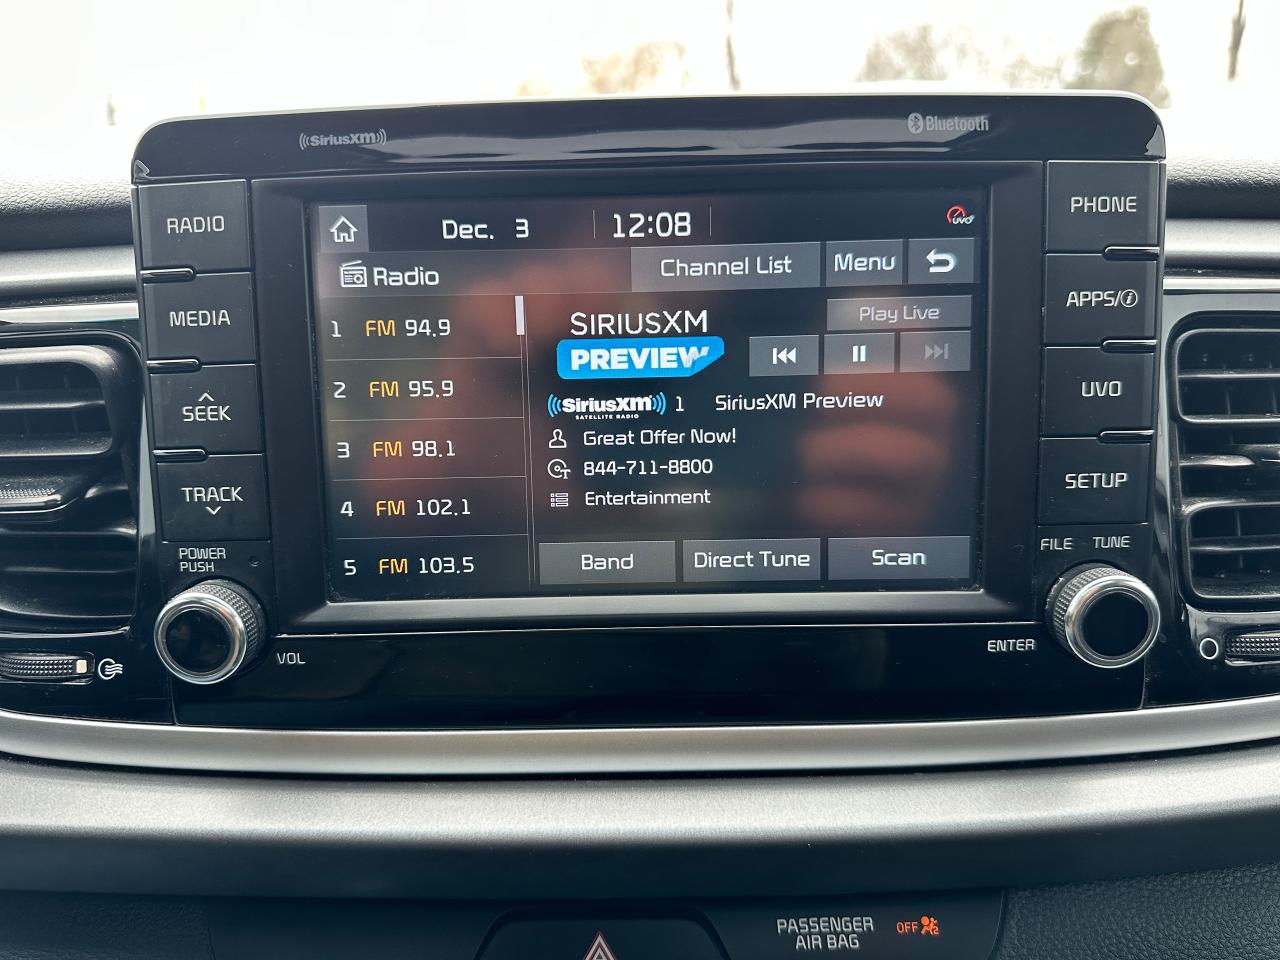 SiriusXM
Bluetooth
RADIO
MEDIA
SEEK
TRACK
POWER
PUSH
VOL
Dec. 3 12:08
UVO
Radio
Channel List
Menu
1 FM 94.9
2 FM 95.9
3 FM 98.1
4 FM 102.1
5 FM 103.5
SIRIUSXM
PREVIEW
Play Live
SiriusXM 1 SiriusXM Preview
SATELLITE RADIO
Great Offer Now!
844-711-8800
Entertainment
Band
Direct Tune
Scan
PHONE
APPS/i
UVO
SETUP
FILE TUNE
ENTER
PASSENGER
AIR BAG
OFF
2